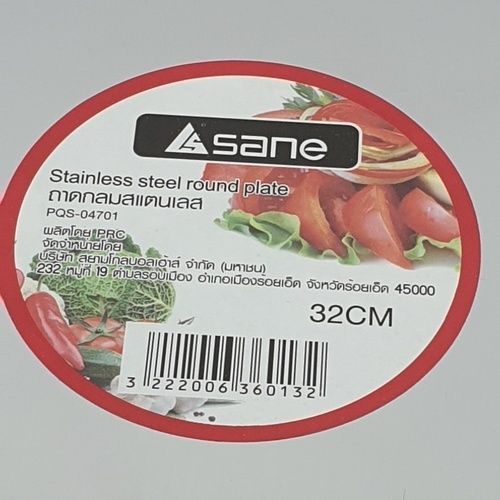 sane
Stainless steel round plate
ถาดกลมสแตนเลส
PQS-04701
ผลิตโดย PRC
จัดจำหน่ายโดย
บริษัท สยามโกลบอลเฮ้าส์ จำกัด (มหาชน)
232 หมู่ที่ 19 ตำบลรอบเมือง อำเภอเมืองร้อยเอ็ด จังหวัดร้อยเอ็ด 45000
32CM
3 222006 360132